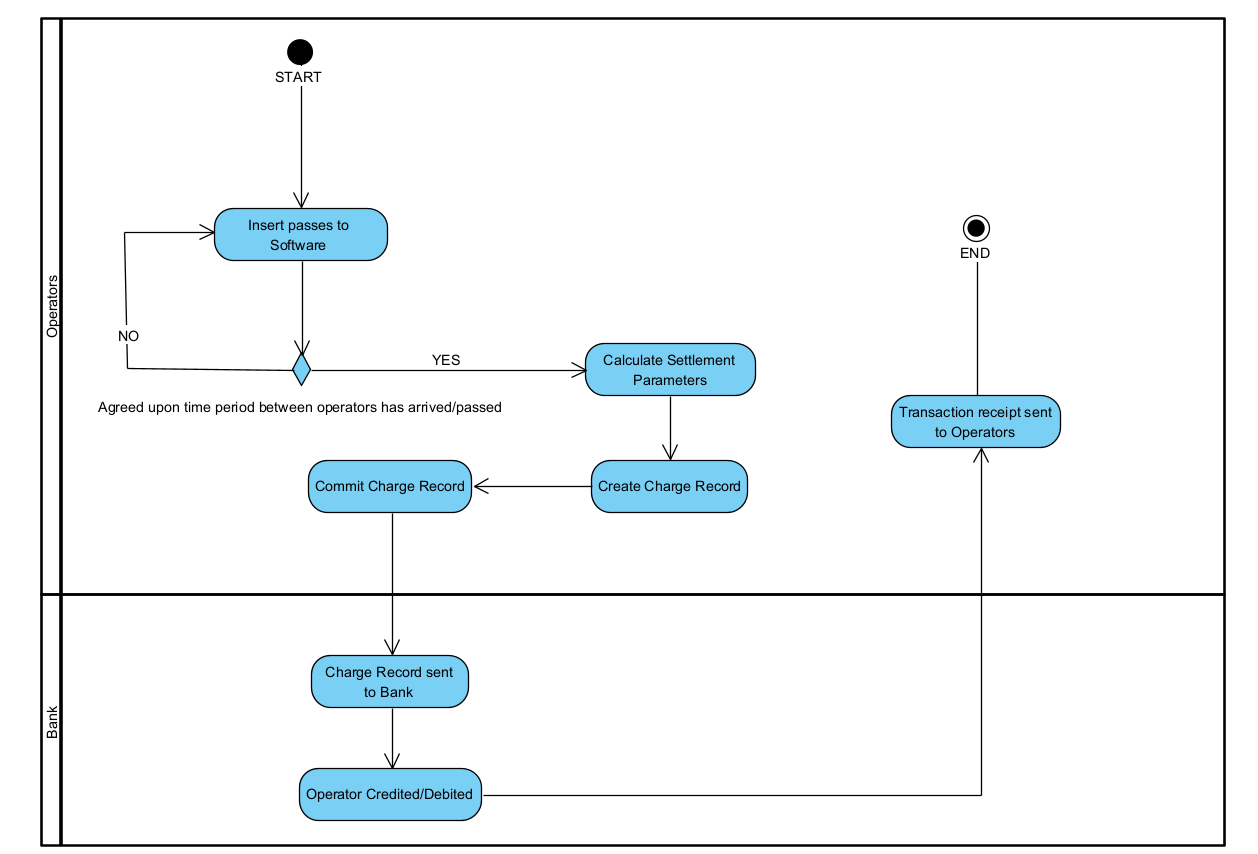 START
Insert passes to
Software
NO
YES
Agreed upon time period between operators has arrived/passed
Calculate Settlement
Parameters
Create Charge Record
Commit Charge Record
Operators
END
Transaction receipt sent
to Operators
Charge Record sent
to Bank
Operator Credited/Debited
Bank